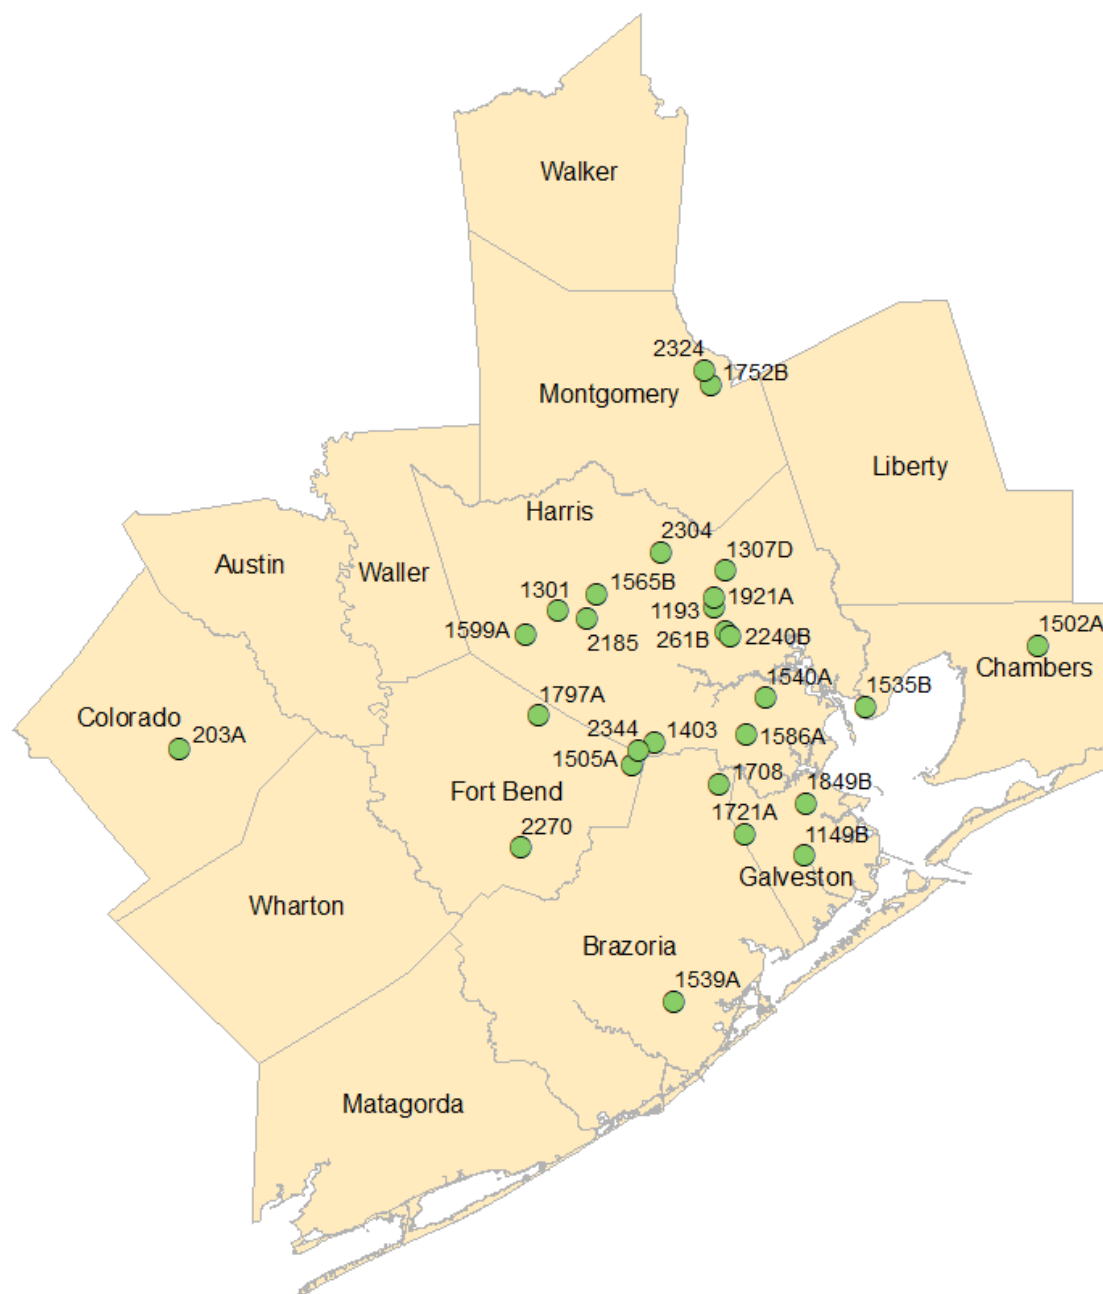 Walker
2324
1752B
Montgomery
Liberty
Harris
2304
1307D
Austin
Waller
1565B
1301
1921A
1193
1599A
2185
261B
2240B
1502A
Chambers
1540A
1535B
1797A
Colorado
203A
2344
1403
1586A
1505A
1708
Fort Bend
1849B
1721A
2270
1149B
Galveston
Wharton
Brazoria
1539A
Matagorda